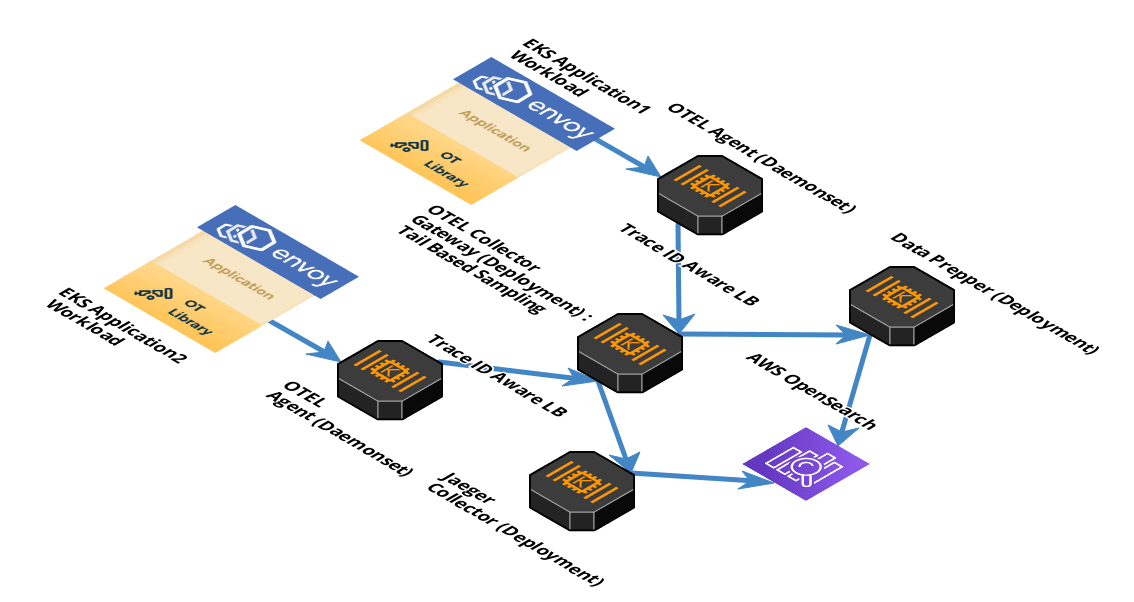 EKS Application1
Workload
envoy
Application
OT
Library
OTEL Agent (Daemonset)
OTEL Collector
Gateway (Deployment) :
Tail Based Sampling
Trace ID Aware LB
Data Prepper (Deployment)
envoy
Application
OT
Library
EKS Application2
Workload
Trace ID Aware LB
AWS OpenSearch
OTEL
Agent (Daemonset)
Jaeger
Collector (Deployment)
K
K
K
K
K